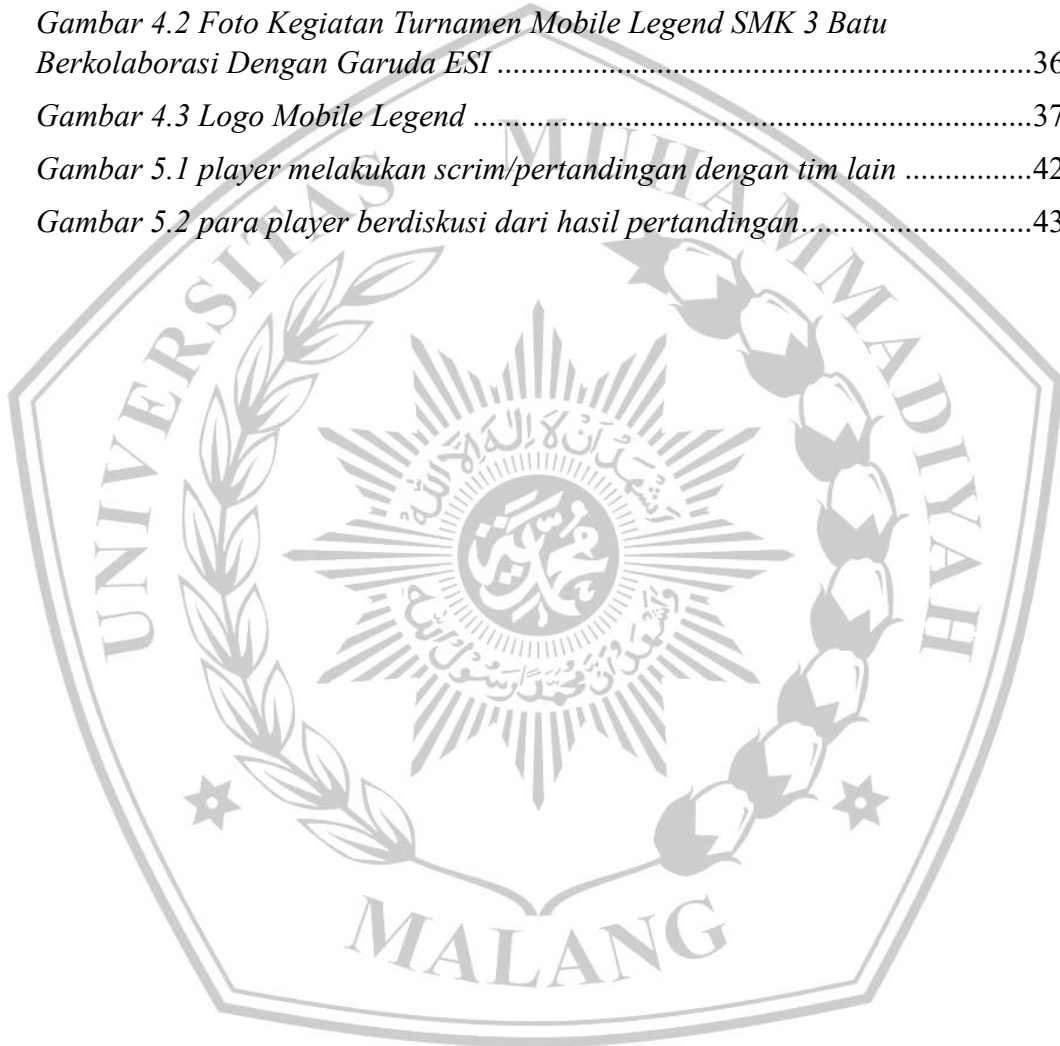 Gambar 4.2 Foto Kegiatan Turnamen Mobile Legend SMK 3 Batu
Berkolaborasi Dengan Garuda ESI ....................................................................36
Gambar 4.3 Logo Mobile Legend .......................................................................37
Gambar 5.1 player melakukan scrim/pertandingan dengan tim lain ................42
Gambar 5.2 para player berdiskusi dari hasil pertandingan.............................43
UNIVERSITAS MUHAMMADIYAH
MALANG